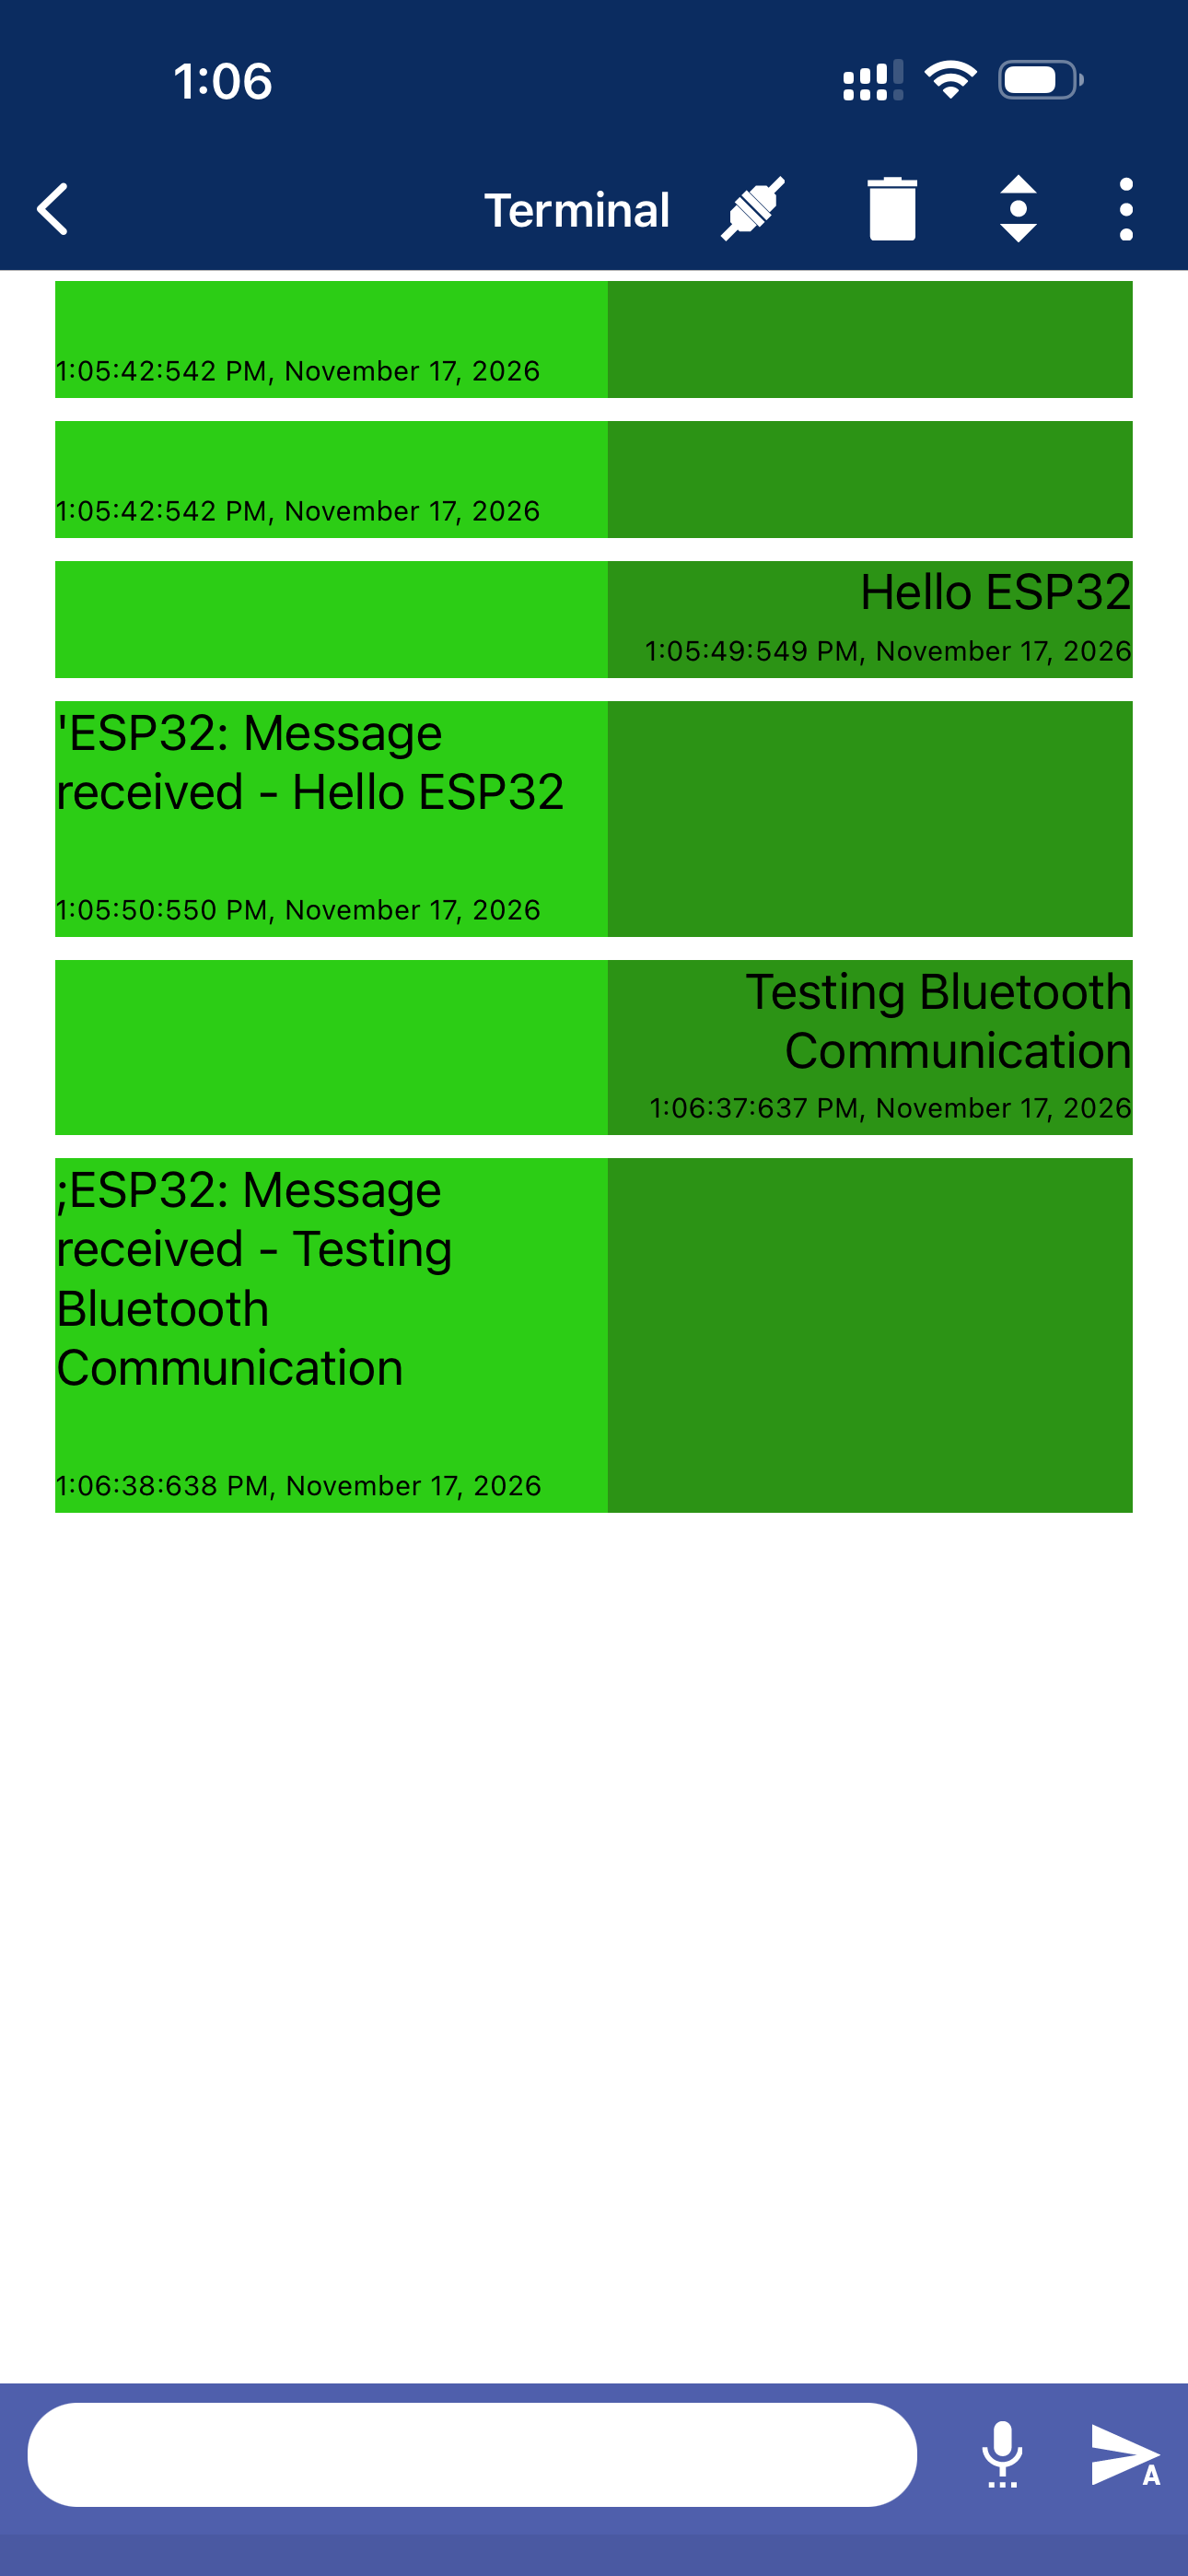 1:06
Terminal
1:05:42:542 PM, November 17, 2026
1:05:42:542 PM, November 17, 2026
Hello ESP32
1:05:49:549 PM, November 17, 2026
'ESP32: Message
received - Hello ESP32
1:05:50:550 PM, November 17, 2026
Testing Bluetooth
Communication
1:06:37:637 PM, November 17, 2026
;ESP32: Message
received - Testing
Bluetooth
Communication
1:06:38:638 PM, November 17, 2026
A